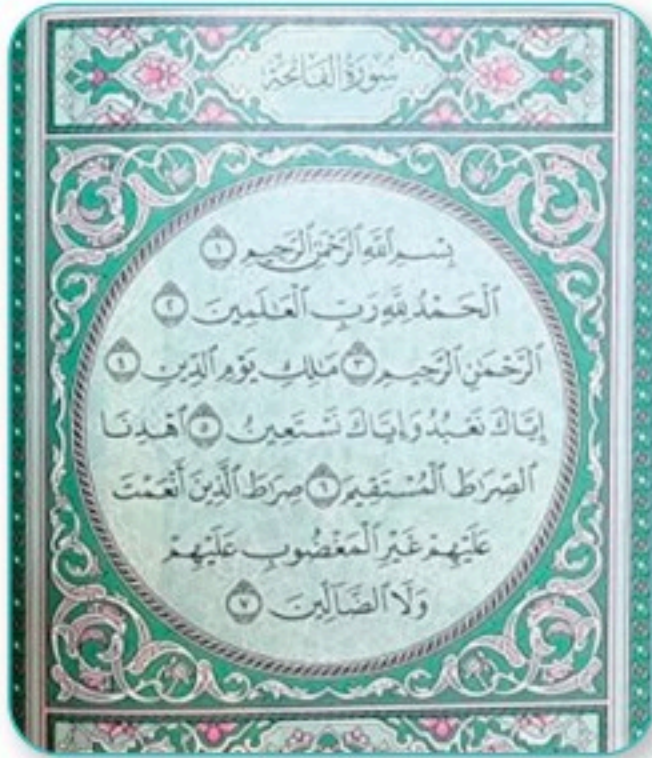 سُورَةُ الفَاتِحَةِ
بِسْمِ ٱللَّهِ ٱلرَّحْمَٰنِ ٱلرَّحِيمِ ١
ٱلْحَمْدُ لِلَّهِ رَبِّ ٱلْعَٰلَمِينَ ٢
ٱلرَّحْمَٰنِ ٱلرَّحِيمِ ٣ مَٰلِكِ يَوْمِ ٱلدِّينِ ٤
إِيَّاكَ نَعْبُدُ وَإِيَّاكَ نَسْتَعِينُ ٥ ٱهْدِنَا
ٱلصِّرَٰطَ ٱلْمُسْتَقِيمَ ٦ صِرَٰطَ ٱلَّذِينَ أَنْعَمْتَ
عَلَيْهِمْ غَيْرِ ٱلْمَغْضُوبِ عَلَيْهِمْ
وَلَا ٱلضَّآلِّينَ ٧